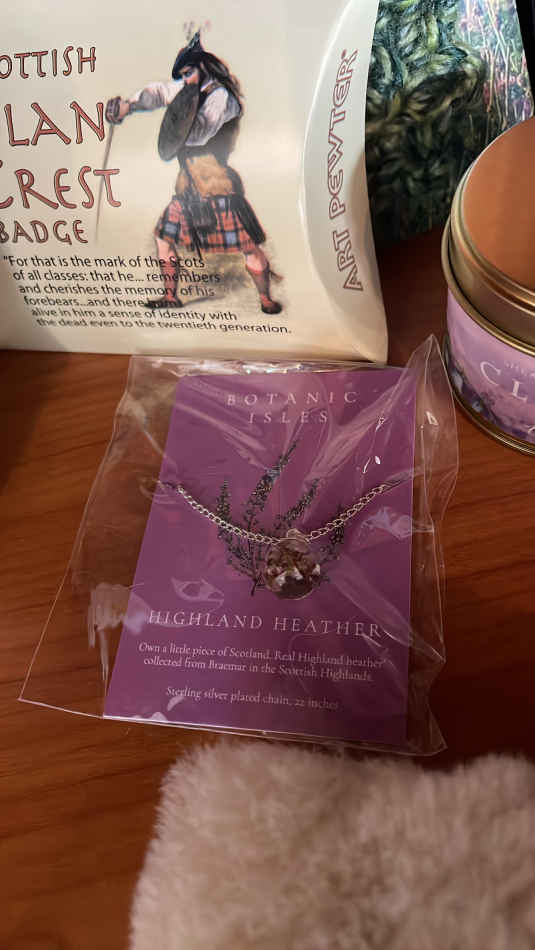 OTTISH
LAN
CREST
BADGE
"For that is the mark of the Scots
of all classes: that he... remembers
and cherishes the memory of his
forebears...and there
alive in him a sense of identity with
the dead even to the twentieth generation.
ART PEWTER®
CL
BOTANIC
ISLES
HIGHLAND HEATHER
Own a little piece of Scotland. Real Highland heather
collected from Braemar in the Scottish Highlands.
Sterling silver plated chain, 22 inches